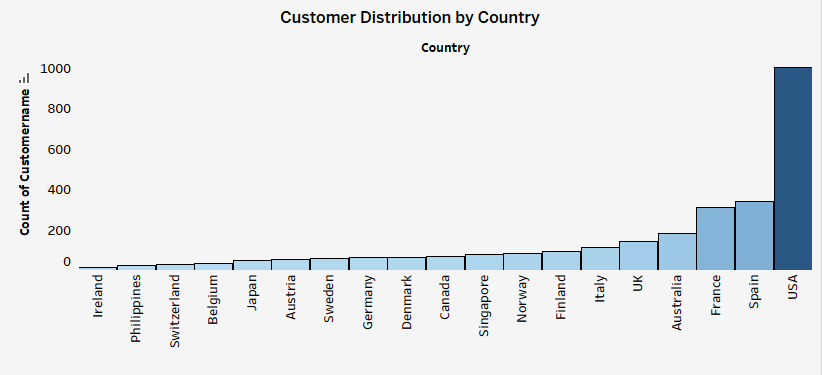 Customer Distribution by Country
Country
Count of Customername
1000
800
600
400
200
0
Ireland
Philippines
Switzerland
Belgium
Japan
Austria
Sweden
Germany
Denmark
Canada
Singapore
Norway
Finland
Italy
UK
Australia
France
Spain
USA